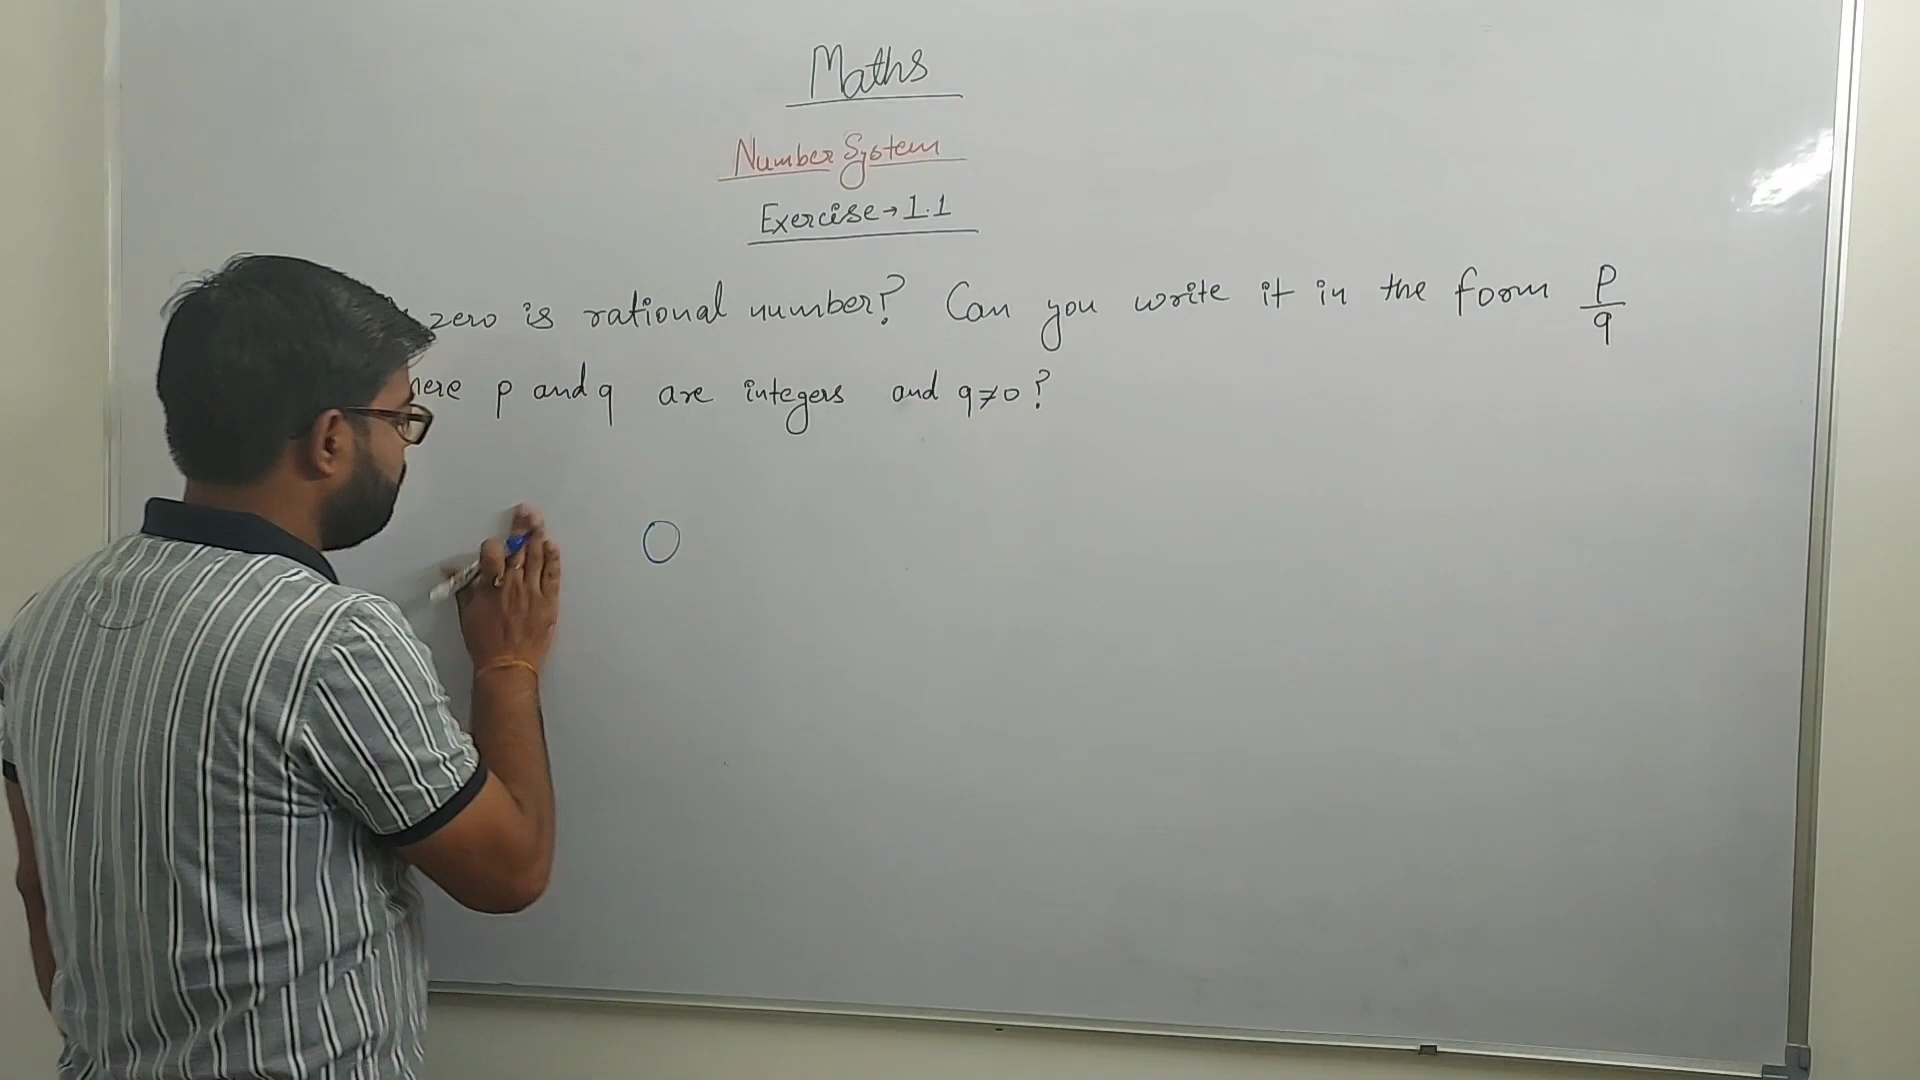 Maths
Number System
Exercise→1.1
zero is rational number? Can you write it in the form p/q
p and q are integers and q≠0?
0